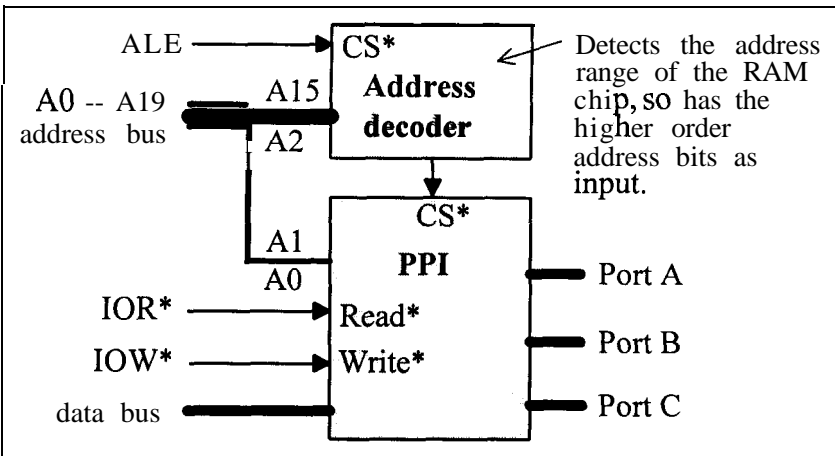 ALE
CS*
Address
decoder
Detects the address
range of the RAM
chip, so has the
higher order
address bits as
input.
A0 -- A19
address bus
A15
A2
CS*
PPI
A1
A0
IOR*
Read*
IOW*
Write*
data bus
Port A
Port B
Port C